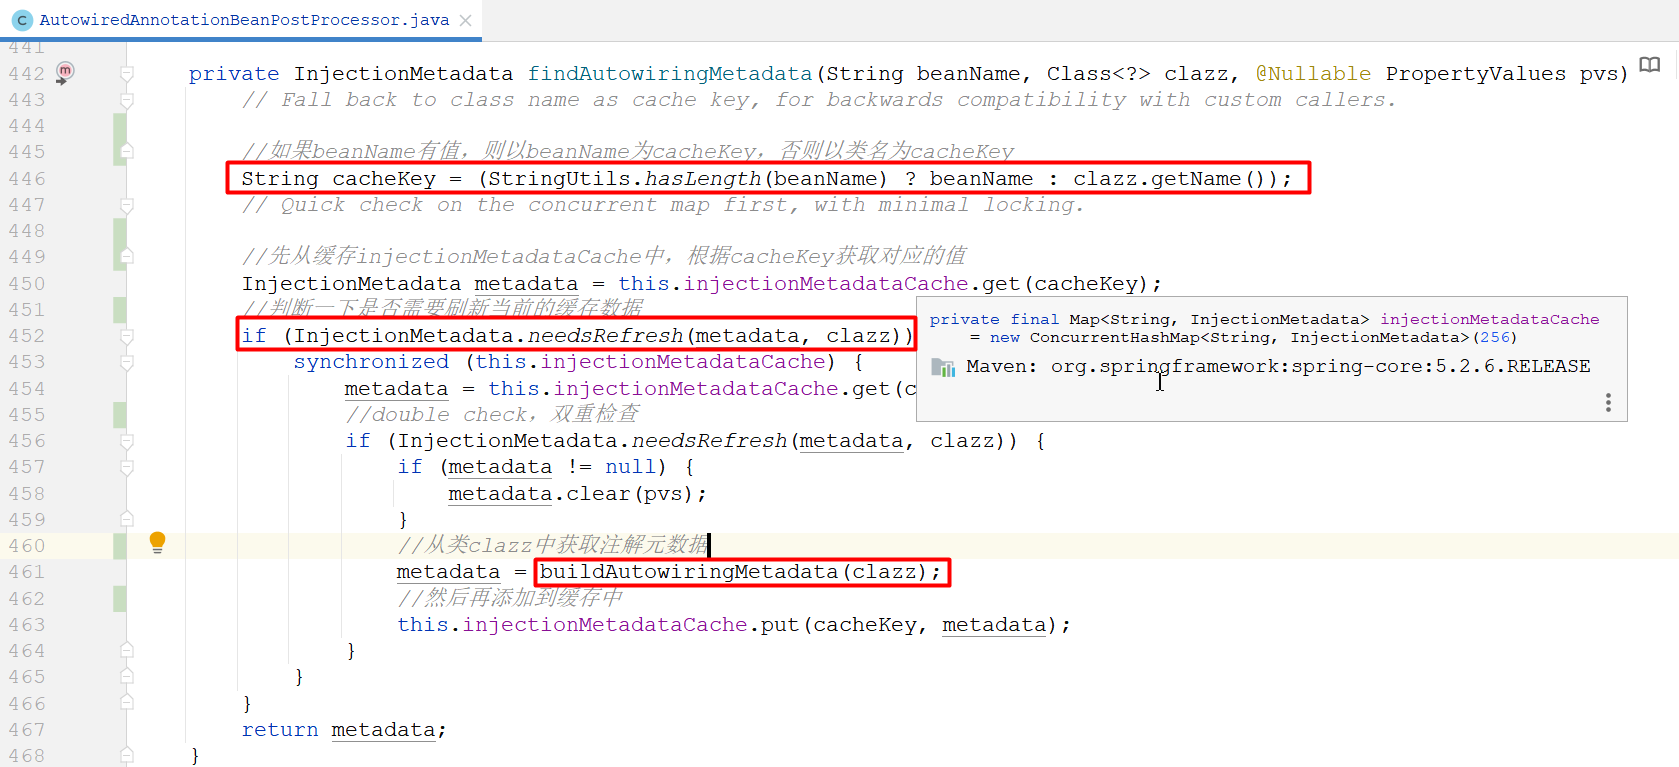 AutowiredAnnotationBeanPostProcessor.java
441
442 private InjectionMetadata findAutowiringMetadata(String beanName, Class<?> clazz, @Nullable PropertyValues pvs)
443 // Fall back to class name as cache key, for backwards compatibility with custom callers.
444
445 //如果beanName有值，则以beanName为cacheKey，否则以类名为cacheKey
446 String cacheKey = (StringUtils.hasLength(beanName) ? beanName : clazz.getName());
447 // Quick check on the concurrent map first, with minimal locking.
448
449 //先从缓存injectionMetadataCache中，根据cacheKey获取对应的值
450 InjectionMetadata metadata = this.injectionMetadataCache.get(cacheKey);
451 //判断一下是否需要刷新当前的缓存数据
452 if (InjectionMetadata.needsRefresh(metadata, clazz))
private final Map<String, InjectionMetadata> injectionMetadataCache
= new ConcurrentHashMap<String, InjectionMetadata>(256)
Maven: org.springframework:spring-core:5.2.6.RELEASE
453 synchronized (this.injectionMetadataCache) {
454 metadata = this.injectionMetadataCache.get(c
455 //double check，双重检查
456 if (InjectionMetadata.needsRefresh(metadata, clazz)) {
457 if (metadata != null) {
458 metadata.clear(pvs);
459 }
460 //从类clazz中获取注解元数据
461 metadata = buildAutowiringMetadata(clazz);
462 //然后再添加到缓存中
463 this.injectionMetadataCache.put(cacheKey, metadata);
464 }
465 }
466 }
467 return metadata;
468 }